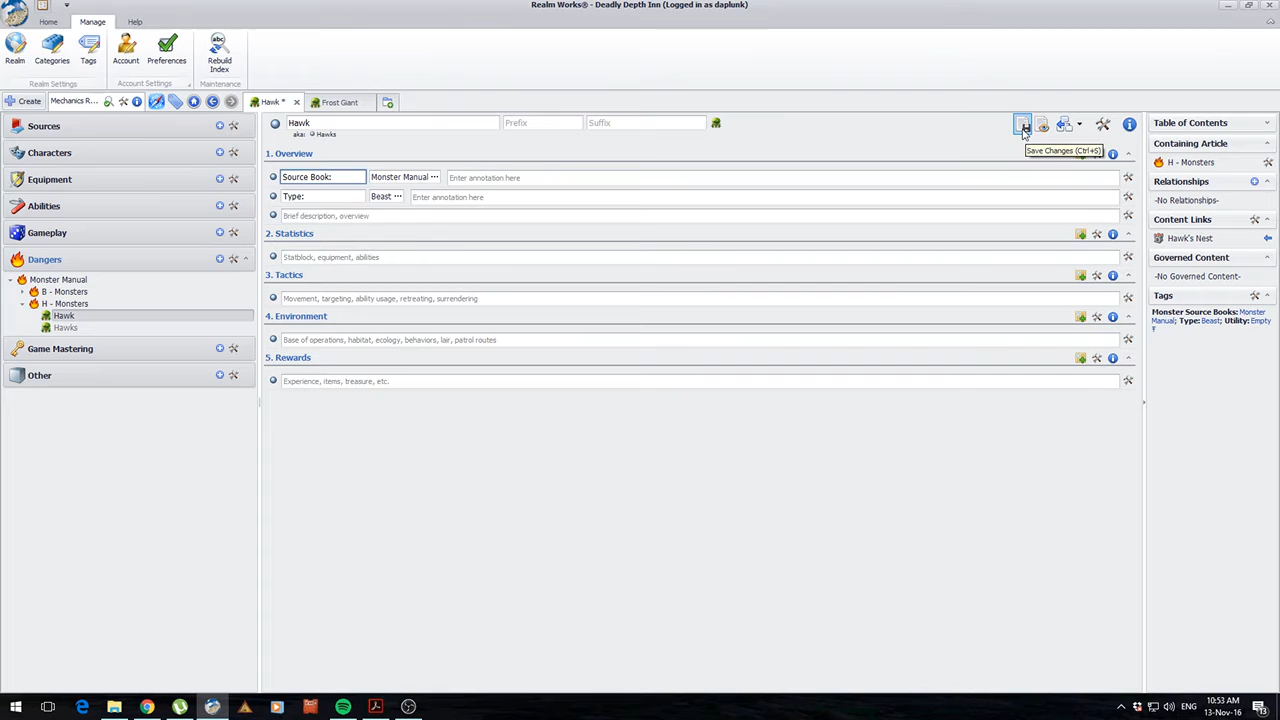 Realm Works® - Deadly Depth Inn (Logged in as daplunk)
Home Manage Help
Realm Categories Tags Account Preferences Rebuild Index
Realm Settings Account Settings Maintenance
Create Mechanics R... Hawk * Frost Giant
Hawk Prefix Suffix
aka: Hawks
Save Changes (Ctrl+S)
Sources
Characters
Equipment
Abilities
Gameplay
Dangers
Monster Manual
B - Monsters
H - Monsters
Hawk
Hawks
Game Mastering
Other
1. Overview
Source Book: Monster Manual ··· Enter annotation here
Type: Beast ··· Enter annotation here
Brief description, overview
2. Statistics
Statblock, equipment, abilities
3. Tactics
Movement, targeting, ability usage, retreating, surrendering
4. Environment
Base of operations, habitat, ecology, behaviors, lair, patrol routes
5. Rewards
Experience, items, treasure, etc.
Table of Contents
Containing Article
H - Monsters
Relationships
-No Relationships-
Content Links
Hawk's Nest
Governed Content
-No Governed Content-
Tags
Monster Source Books: Monster
Manual; Type: Beast; Utility: Empty
10:53 AM
ENG
13-Nov-16